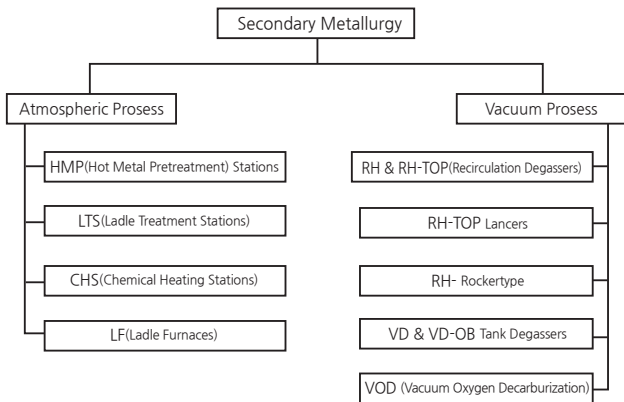 Secondary Metallurgy
Atmospheric Prosess
HMP(Hot Metal Pretreatment) Stations
LTS(Ladle Treatment Stations)
CHS(Chemical Heating Stations)
LF(Ladle Furnaces)
Vacuum Prosess
RH & RH-TOP(Recirculation Degassers)
RH-TOP Lancers
RH- Rockertype
VD & VD-OB Tank Degassers
VOD (Vacuum Oxygen Decarburization)